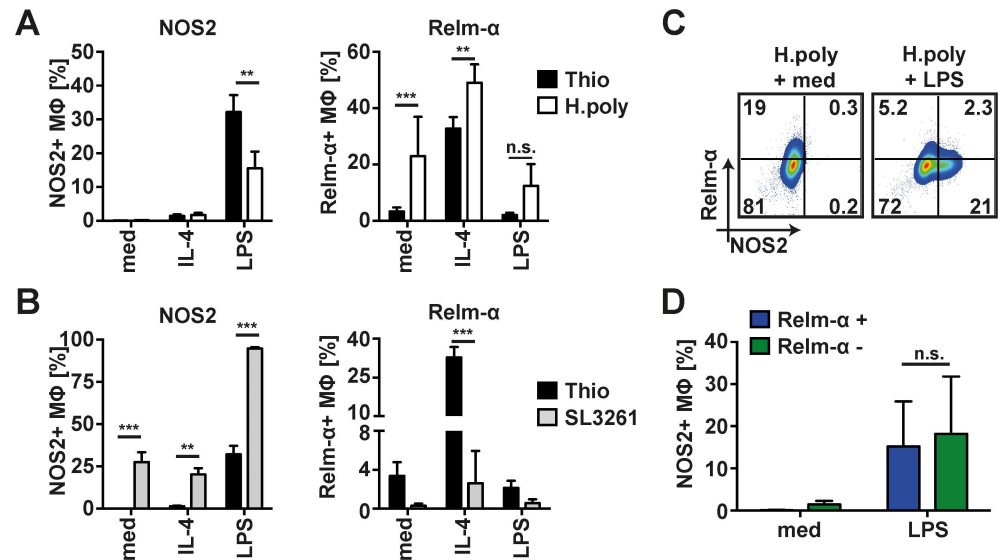 A
NOS2
NOS2+ MΦ [%]
50
40
30
20
10
0
**
med
IL-4
LPS
Relm-α
Relm-α+ MΦ [%]
60
40
20
0
***
**
n.s.
med
IL-4
LPS
Thio
H.poly
B
NOS2
NOS2+ MΦ [%]
100
75
50
25
0
***
**
***
med
IL-4
LPS
Relm-α
Relm-α+ MΦ [%]
40
25
10
8
4
0
***
med
IL-4
LPS
Thio
SL3261
C
H.poly
+ med
H.poly
+ LPS
19 0.3
81 0.2
5.2 2.3
72 21
Relm-α
NOS2
D
Relm-α +
Relm-α -
NOS2+ MΦ [%]
40
30
20
10
0
n.s.
med
LPS